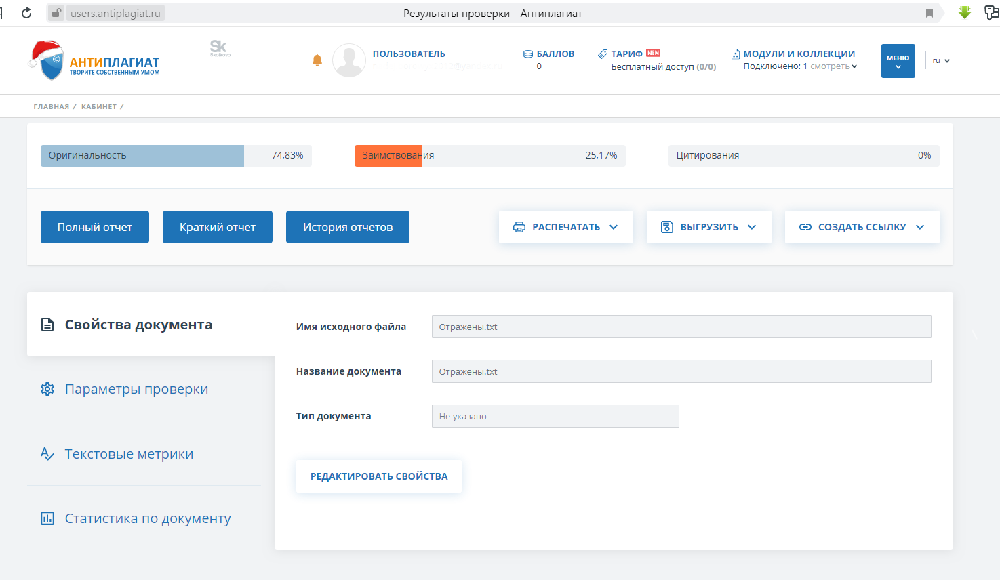 users.antiplagiat.ru
Результаты проверки - Антиплагиат
АНТИПЛАГИАТ
ТВОРИТЕ СОБСТВЕННЫМ УМОМ
Sk
Skolkovo
ПОЛЬЗОВАТЕЛЬ
БАЛЛОВ
0
ТАРИФ NEW
Бесплатный доступ (0/0)
МОДУЛИ И КОЛЛЕКЦИИ
Подключено: 1 смотреть
МЕНЮ
ru
ГЛАВНАЯ / КАБИНЕТ /
Оригинальность 74,83%
Заимствования 25,17%
Цитирования 0%
Полный отчет
Краткий отчет
История отчетов
РАСПЕЧАТАТЬ
ВЫГРУЗИТЬ
СОЗДАТЬ ССЫЛКУ
Свойства документа
Параметры проверки
Текстовые метрики
Статистика по документу
Имя исходного файла Отражены.txt
Название документа Отражены.txt
Тип документа Не указано
РЕДАКТИРОВАТЬ СВОЙСТВА